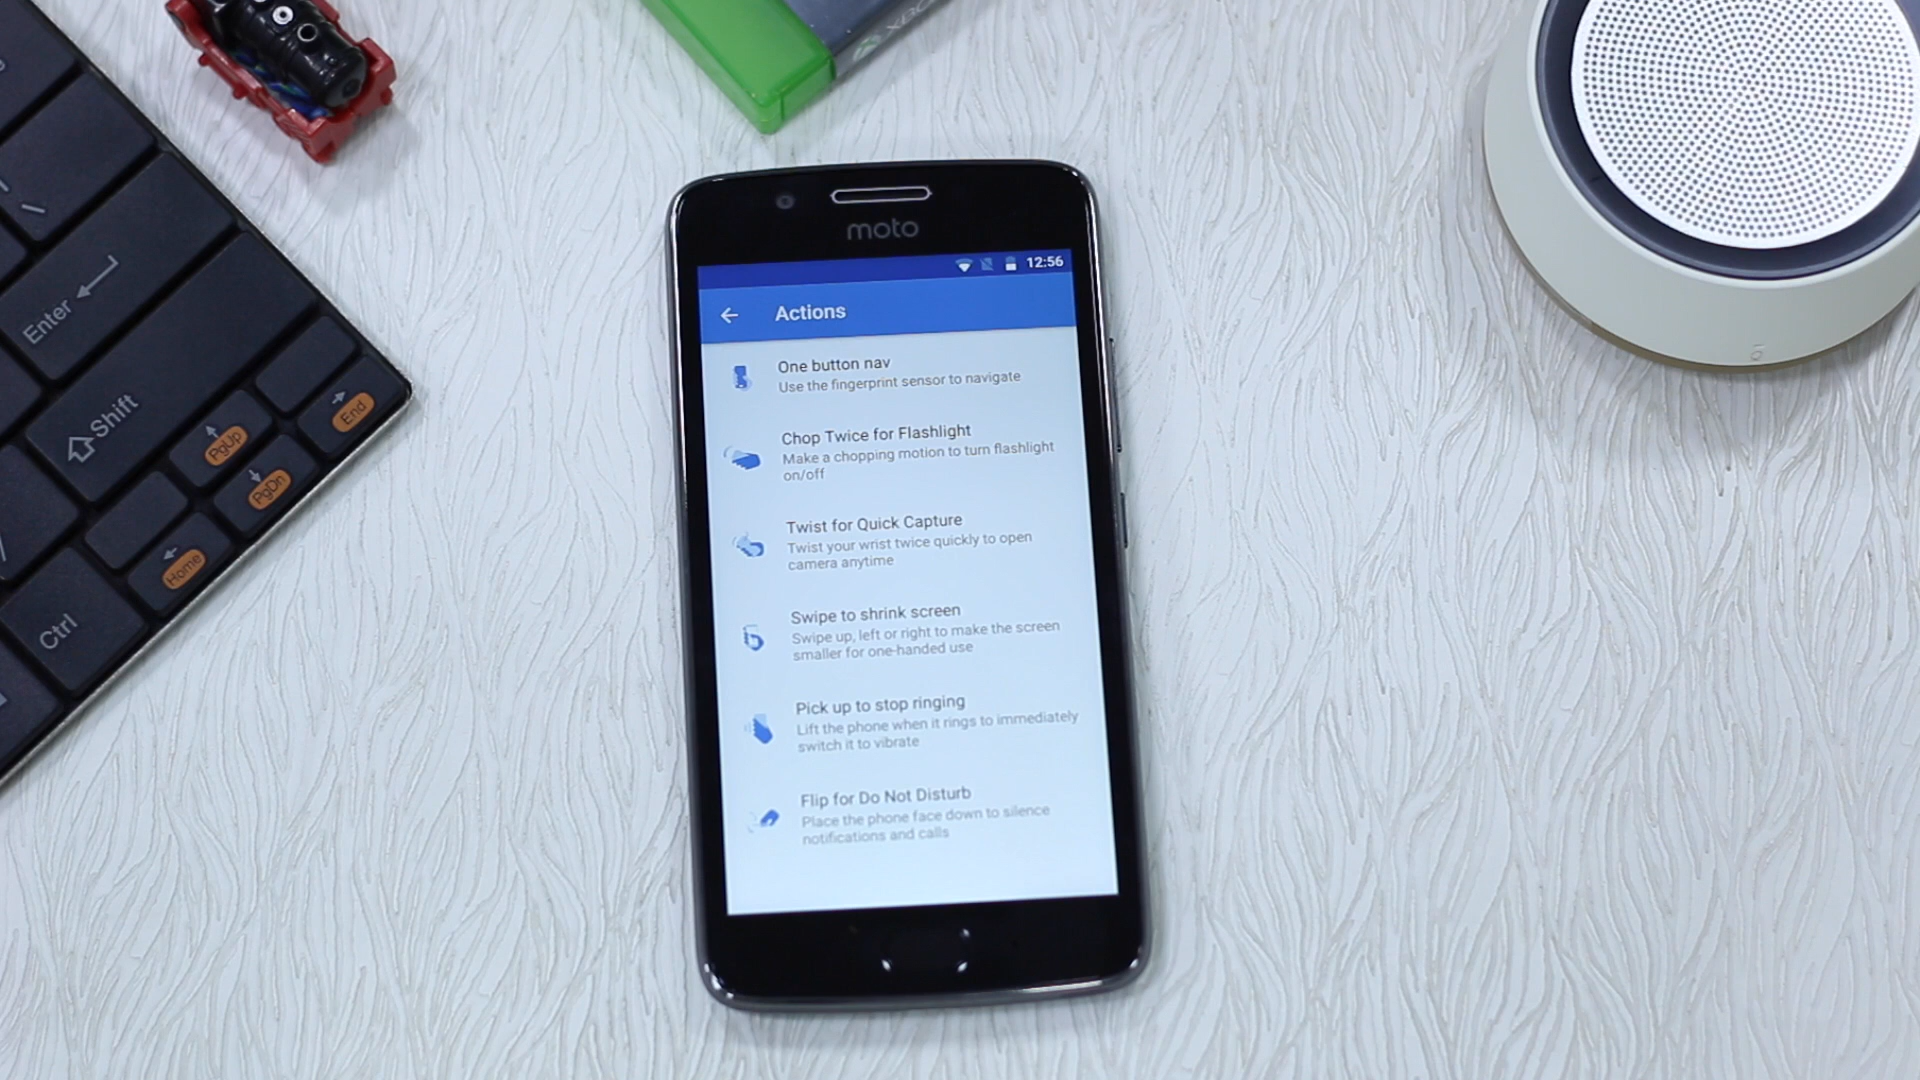 XBO
moto
12:56
Actions
One button nav
Use the fingerprint sensor to navigate
Chop Twice for Flashlight
Make a chopping motion to turn flashlight
on/off
Twist for Quick Capture
Twist your wrist twice quickly to open
camera anytime
Swipe to shrink screen
Swipe up, left or right to make the screen
smaller for one-handed use
Pick up to stop ringing
Lift the phone when it rings to immediately
switch it to vibrate
Flip for Do Not Disturb
Place the phone face down to silence
notifications and calls
Enter
Shift
PgUp
End
PgDn
Home
Ctrl